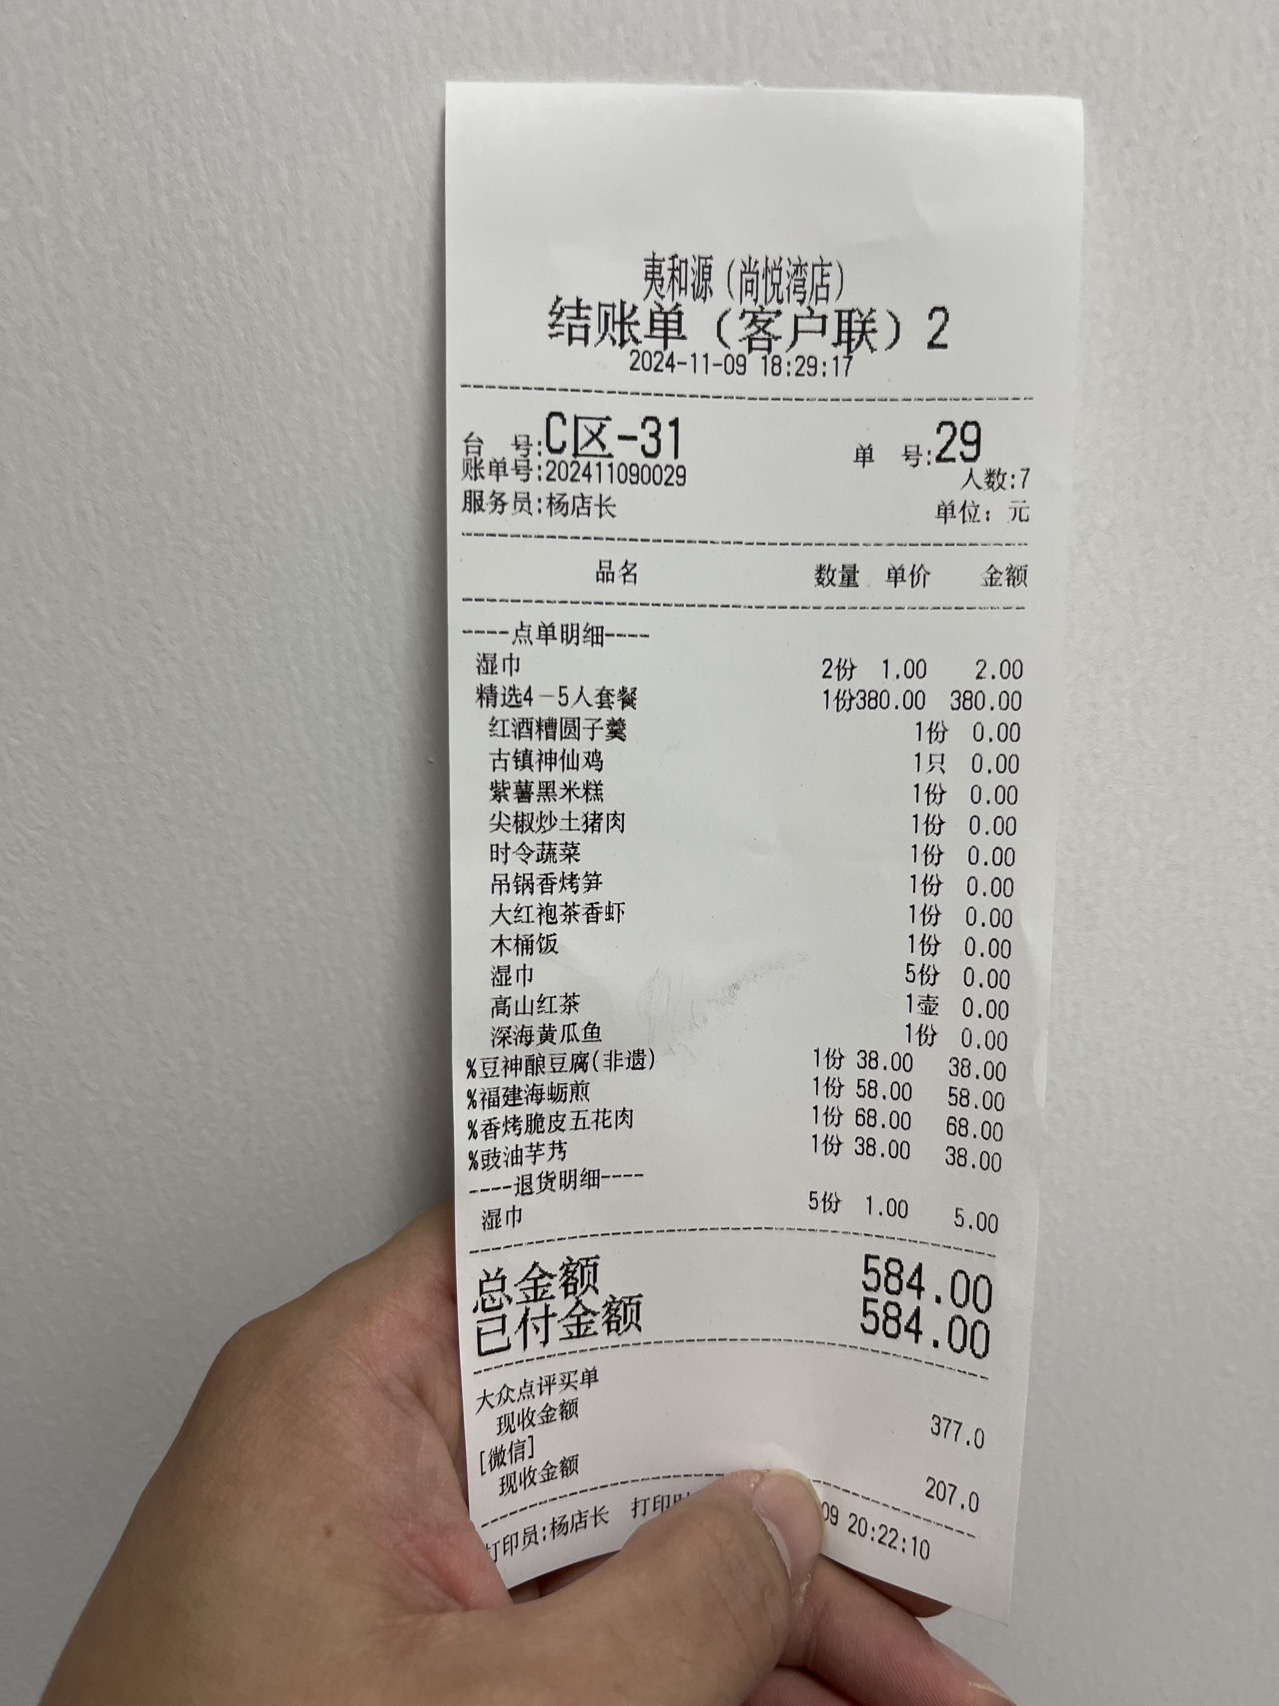 夷和源（尚悦湾店）
结账单（客户联）2
2024-11-09 18:29:17
台 号:C区-31 单 号:29
账单号:202411090029 人数:7
服务员:杨店长 单位：元
品名 数量 单价 金额
----点单明细----
湿巾 2份 1.00 2.00
精选4-5人套餐 1份380.00 380.00
红酒糟圆子羹 1份 0.00
古镇神仙鸡 1只 0.00
紫薯黑米糕 1份 0.00
尖椒炒土猪肉 1份 0.00
时令蔬菜 1份 0.00
吊锅香烤笋 1份 0.00
大红袍茶香虾 1份 0.00
木桶饭 1份 0.00
湿巾 5份 0.00
高山红茶 1壶 0.00
深海黄瓜鱼 1份 0.00
%豆神酿豆腐(非遗) 1份 38.00 38.00
%福建海蛎煎 1份 58.00 58.00
%香烤脆皮五花肉 1份 68.00 68.00
%豉油芋艿 1份 38.00 38.00
----退货明细----
湿巾 5份 1.00 5.00
总金额 584.00
已付金额 584.00
大众点评买单
现收金额 377.0
[微信]
现收金额 207.0
打印员:杨店长 打印 09 20:22:10